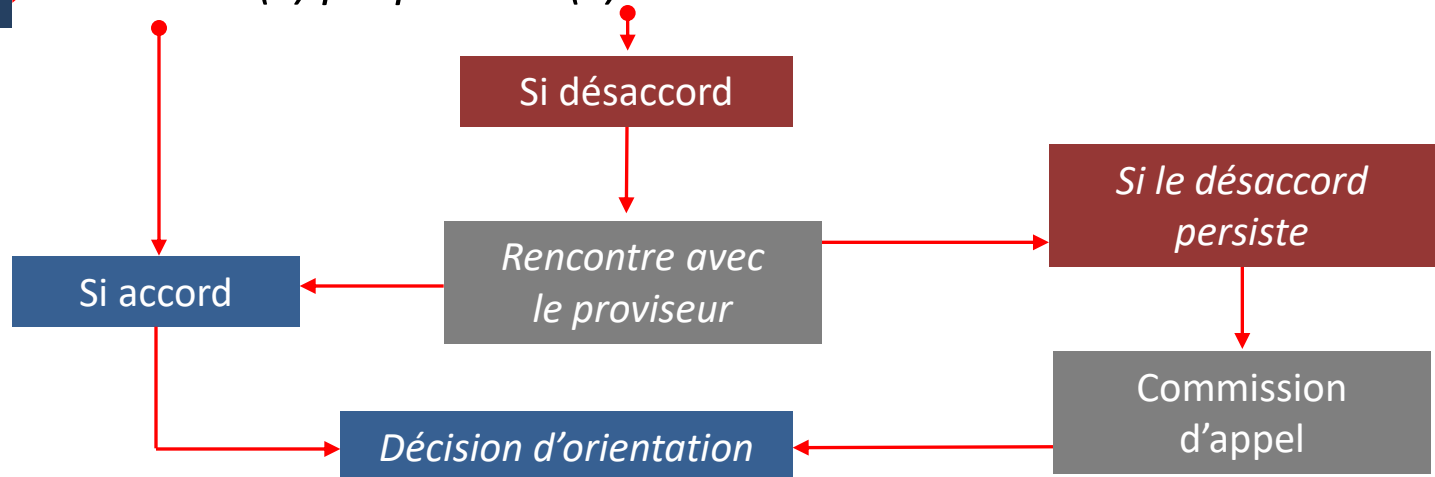 Si désaccord
Si le désaccord
persiste
Rencontre avec
le proviseur
Si accord
Commission
d'appel
Décision d'orientation